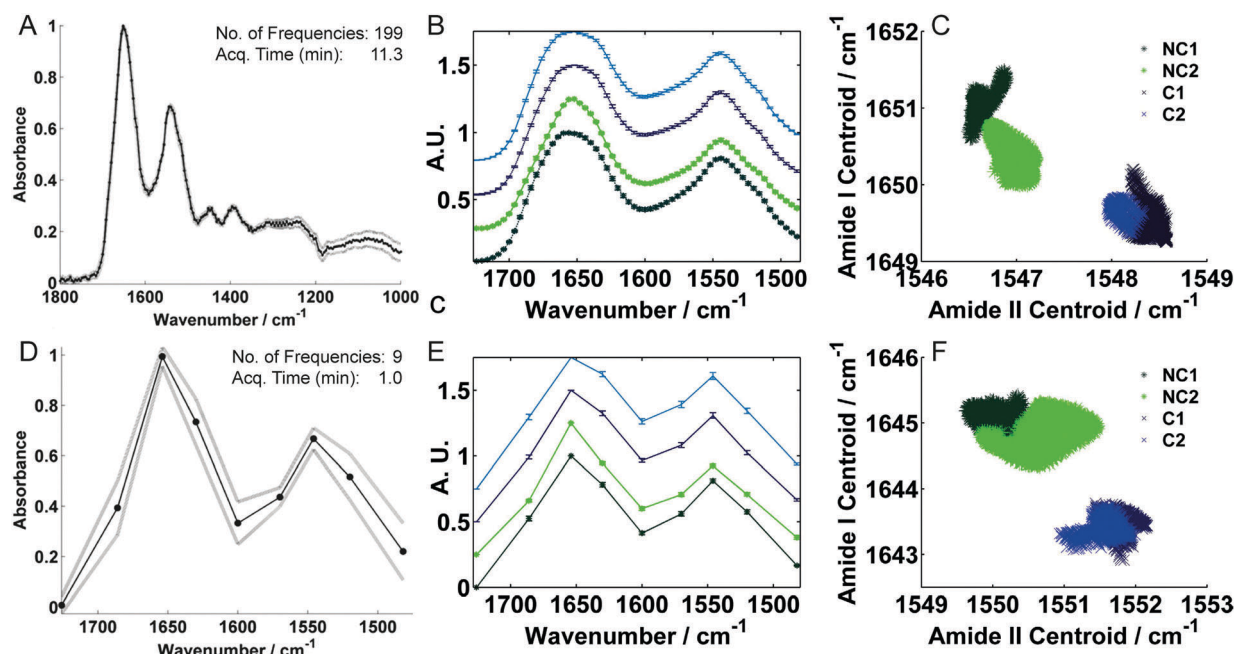 A
No. of Frequencies: 199
Acq. Time (min): 11.3
Absorbance
1
0.8
0.6
0.4
0.2
0
1800 1600 1400 1200 1000
Wavenumber / cm-1
B
A.U.
1.5
1
0.5
1700 1650 1600 1550 1500
Wavenumber / cm-1
C
Amide I Centroid / cm-1
1652
1651
1650
1649
NC1
NC2
C1
C2
1546 1547 1548 1549
Amide II Centroid / cm-1
c
D
No. of Frequencies: 9
Acq. Time (min): 1.0
Absorbance
1
0.8
0.6
0.4
0.2
0
1700 1650 1600 1550 1500
Wavenumber / cm-1
E
A. U.
1.5
1
0.5
0
1700 1650 1600 1550 1500
Wavenumber / cm-1
F
Amide I Centroid / cm-1
1646
1645
1644
1643
NC1
NC2
C1
C2
1549 1550 1551 1552 1553
Amide II Centroid / cm-1